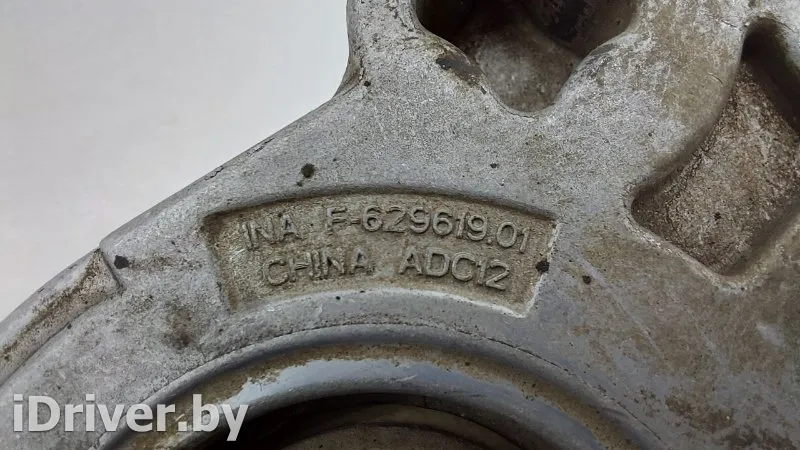 INA F-629619.01
CHINA ADC12
iDriver.by